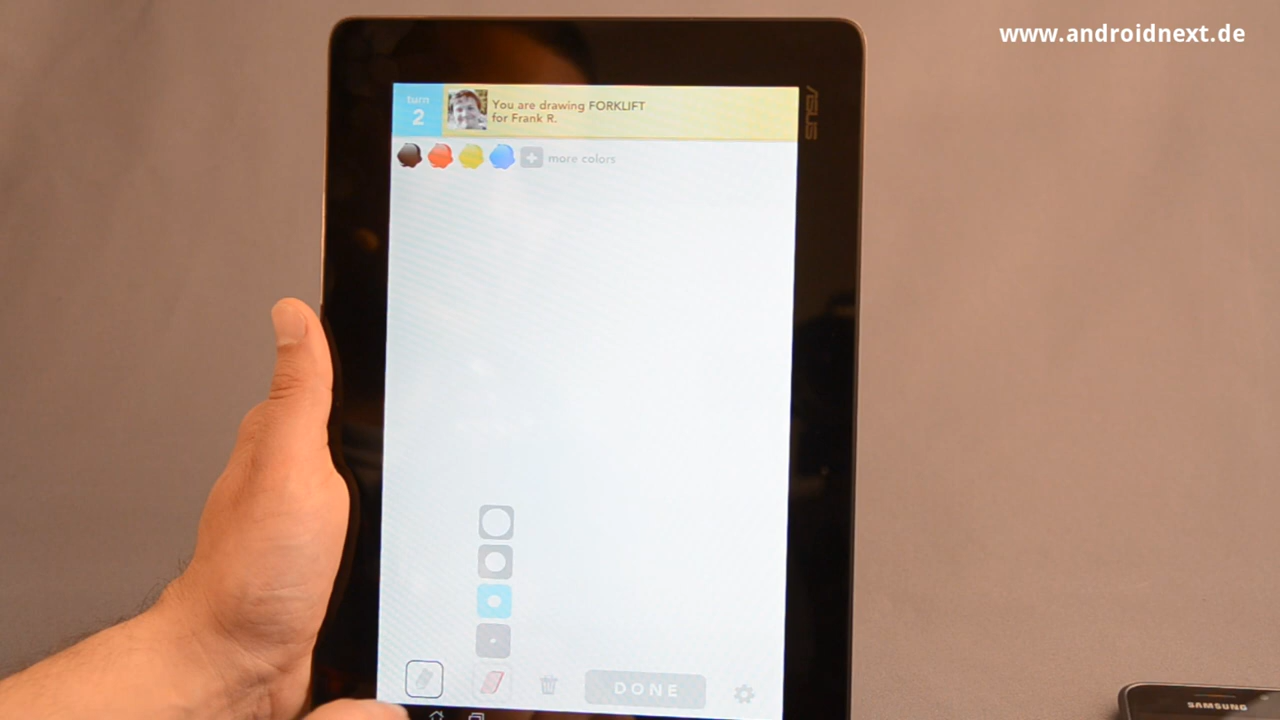 www.androidnext.de
turn
2
You are drawing FORKLIFT
for Frank R.
ASUS
more colors
DONE
SAMSUNG